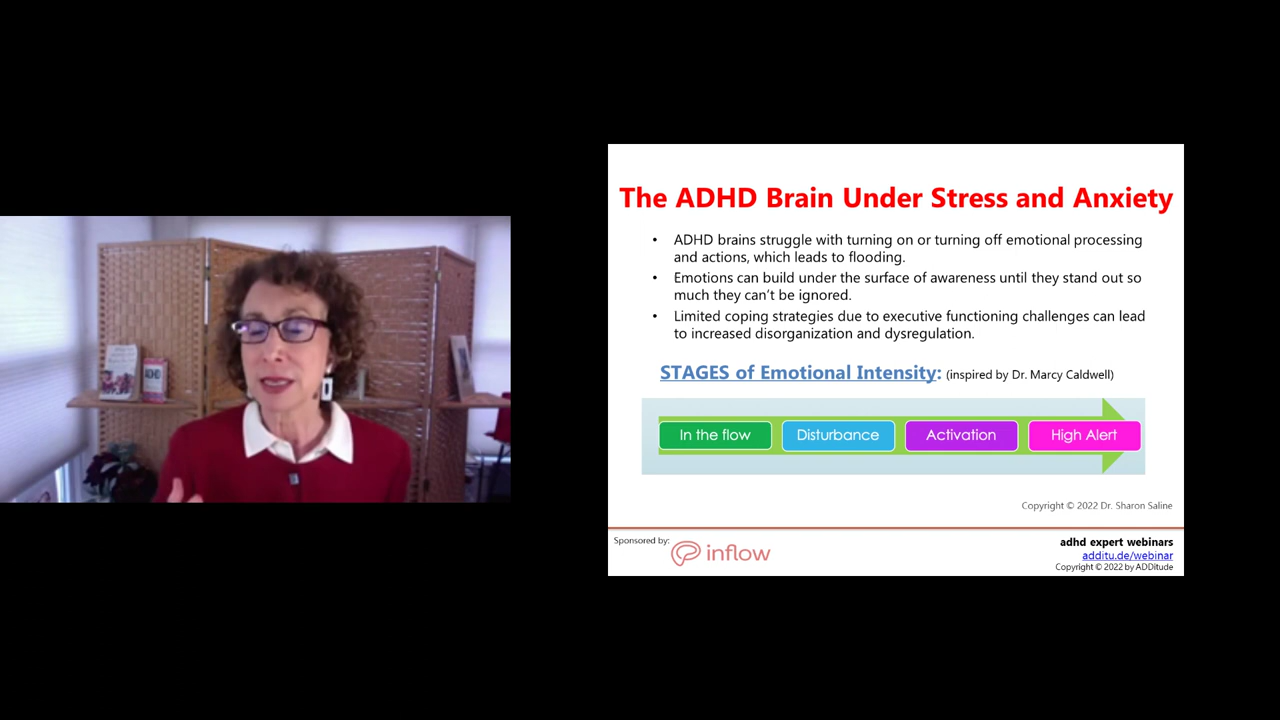 ADHD
The ADHD Brain Under Stress and Anxiety
• ADHD brains struggle with turning on or turning off emotional processing
and actions, which leads to flooding.
• Emotions can build under the surface of awareness until they stand out so
much they can't be ignored.
• Limited coping strategies due to executive functioning challenges can lead
to increased disorganization and dysregulation.
STAGES of Emotional Intensity: (inspired by Dr. Marcy Caldwell)
In the flow Disturbance Activation High Alert
Copyright © 2022 Dr. Sharon Saline
Sponsored by: inflow
adhd expert webinars
additu.de/webinar
Copyright © 2022 by ADDitude